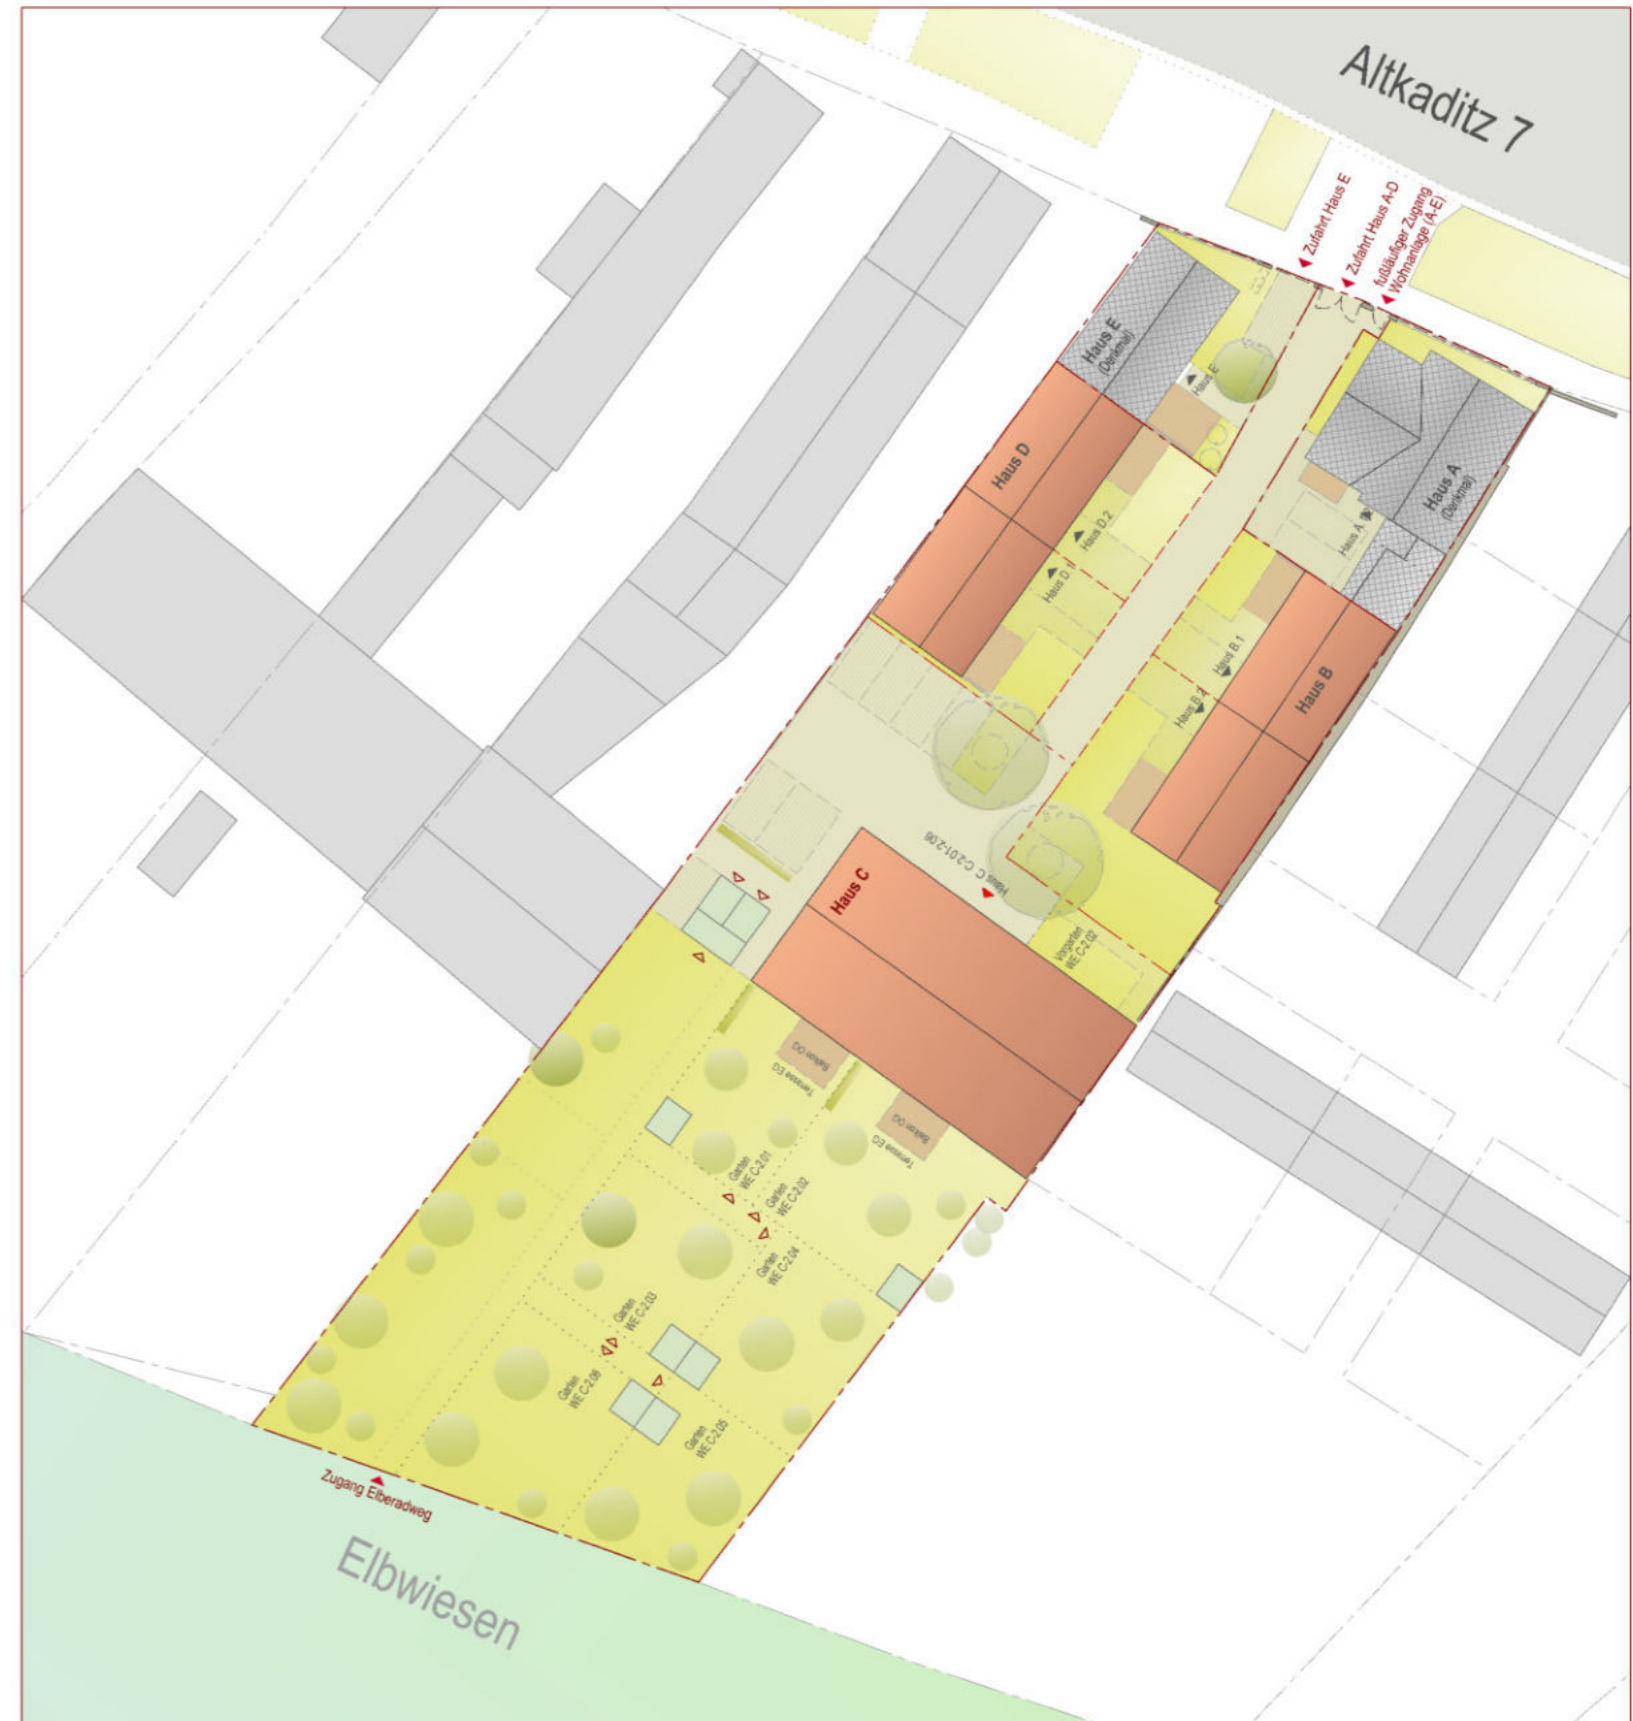 Altkaditz 7
Zufahrt Haus E
Zufahrt Haus A-D
fußläufiger Zugang
Wohnanlage (A-E)
Haus E
(Denkmal)
Haus E
Haus D
Haus D.2
Haus D.1
Haus A
(Denkmal)
Haus A
Haus B
Haus B.1
Haus B.2
Haus C C-2.01-2.06
Haus C
Vorgarten
WE C-2.02
Balkon OG
Terrasse EG
Balkon OG
Terrasse EG
Garten
WE C-2.01
Garten
WE C-2.02
Garten
WE C-2.04
Garten
WE C-2.03
Garten
WE C-2.06
Garten
WE C-2.05
Zugang Elberadweg
Elbwiesen